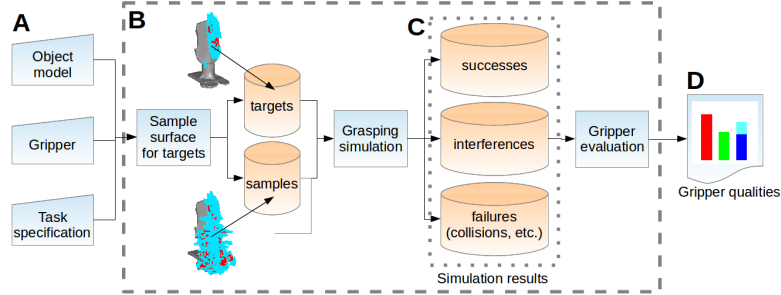 A
Object
model
Gripper
Task
specification
B
Sample
surface
for targets
targets
samples
Grasping
simulation
C
successes
interferences
failures
(collisions, etc.)
Simulation results
Gripper
evaluation
D
Gripper qualities